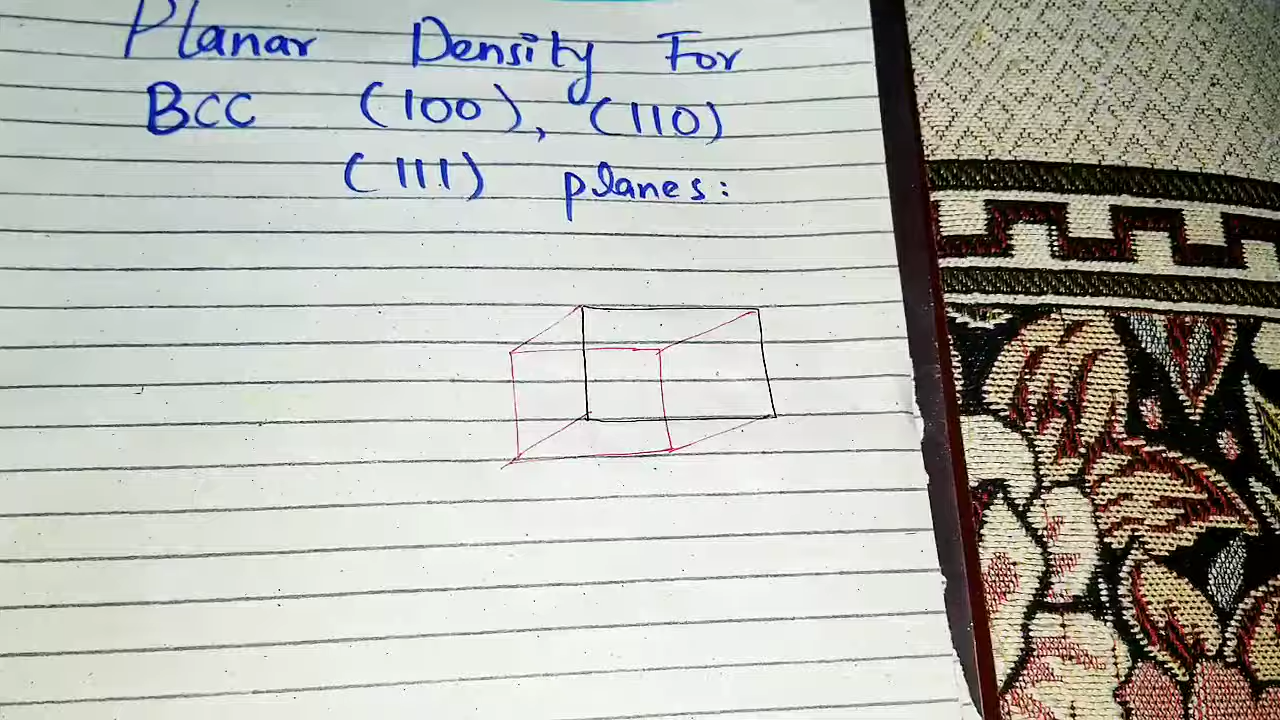 Planar Density For
BCC (100), (110)
(111) planes: